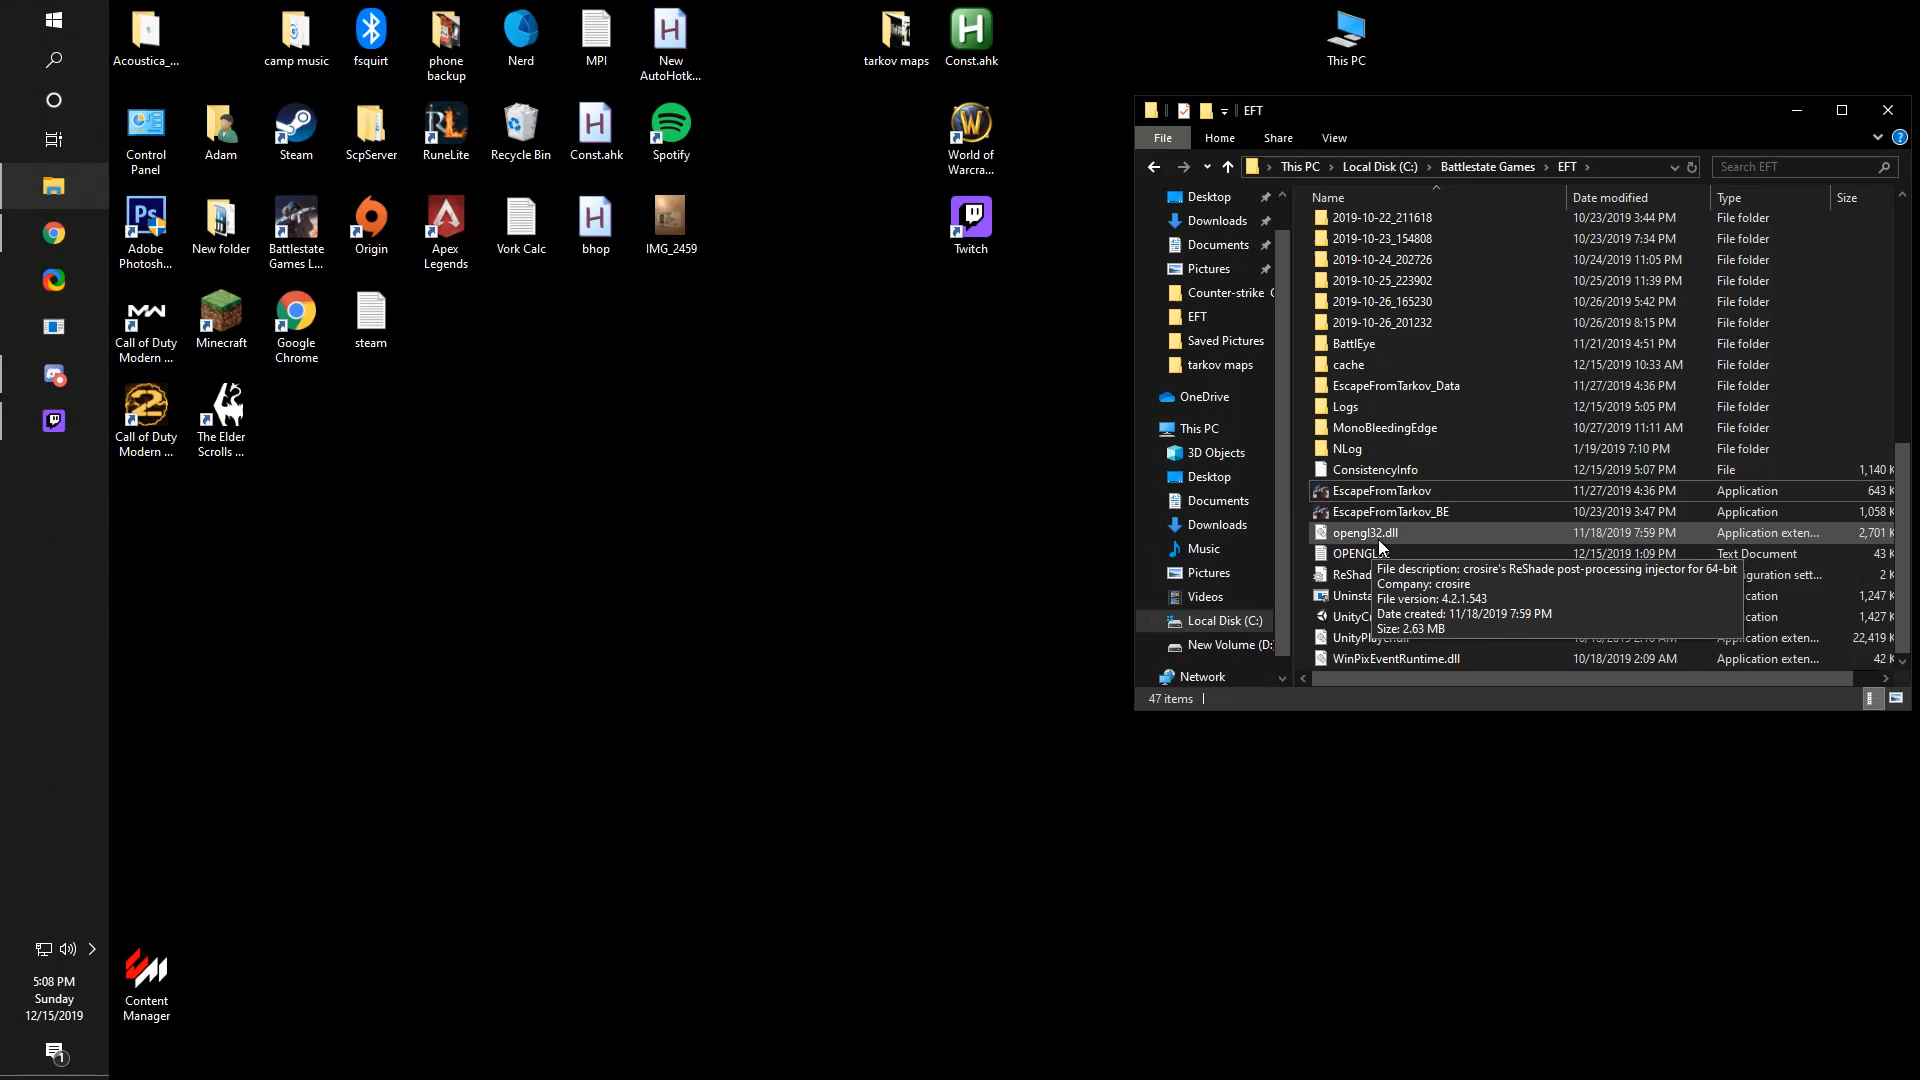 5:08 PM
Sunday
12/15/2019
1
Acoustica_...
camp music
fsquirt
phone
backup
Nerd
MPI
New
AutoHotk...
tarkov maps
Const.ahk
This PC
Control
Panel
Adam
Steam
ScpServer
RuneLite
Recycle Bin
Const.ahk
Spotify
World of
Warcra...
Adobe
Photosh...
New folder
Battlestate
Games L...
Origin
Apex
Legends
Vork Calc
bhop
IMG_2459
Twitch
Call of Duty
Modern ...
Minecraft
Google
Chrome
steam
Call of Duty
Modern ...
The Elder
Scrolls ...
Content
Manager
EFT
File Home Share View
This PC Local Disk (C:) Battlestate Games EFT
Search EFT
Desktop
Downloads
Documents
Pictures
Counter-strike
EFT
Saved Pictures
tarkov maps
OneDrive
This PC
3D Objects
Desktop
Documents
Downloads
Music
Pictures
Videos
Local Disk (C:)
New Volume (D:
Network
Name Date modified Type Size
2019-10-22_211618 10/23/2019 3:44 PM File folder
2019-10-23_154808 10/23/2019 7:34 PM File folder
2019-10-24_202726 10/24/2019 11:05 PM File folder
2019-10-25_223902 10/25/2019 11:39 PM File folder
2019-10-26_165230 10/26/2019 5:42 PM File folder
2019-10-26_201232 10/26/2019 8:15 PM File folder
BattlEye 11/21/2019 4:51 PM File folder
cache 12/15/2019 10:33 AM File folder
EscapeFromTarkov_Data 11/27/2019 4:36 PM File folder
Logs 12/15/2019 5:05 PM File folder
MonoBleedingEdge 10/27/2019 11:11 AM File folder
NLog 1/19/2019 7:10 PM File folder
ConsistencyInfo 12/15/2019 5:07 PM File 1,140 K
EscapeFromTarkov 11/27/2019 4:36 PM Application 643 K
EscapeFromTarkov_BE 10/23/2019 3:47 PM Application 1,058 K
opengl32.dll 11/18/2019 7:59 PM Application exten... 2,701 K
OPENGL 12/15/2019 1:09 PM Text Document 43 K
ReShad guration sett... 2 K
Uninsta 1,247 K
UnityC 1,427 K
UnityPlayer.dll Application exten... 22,419 K
WinPixEventRuntime.dll 10/18/2019 2:09 AM Application exten... 42 K
File description: crosire's ReShade post-processing injector for 64-bit
Company: crosire
File version: 4.2.1.543
Date created: 11/18/2019 7:59 PM
Size: 2.63 MB
47 items